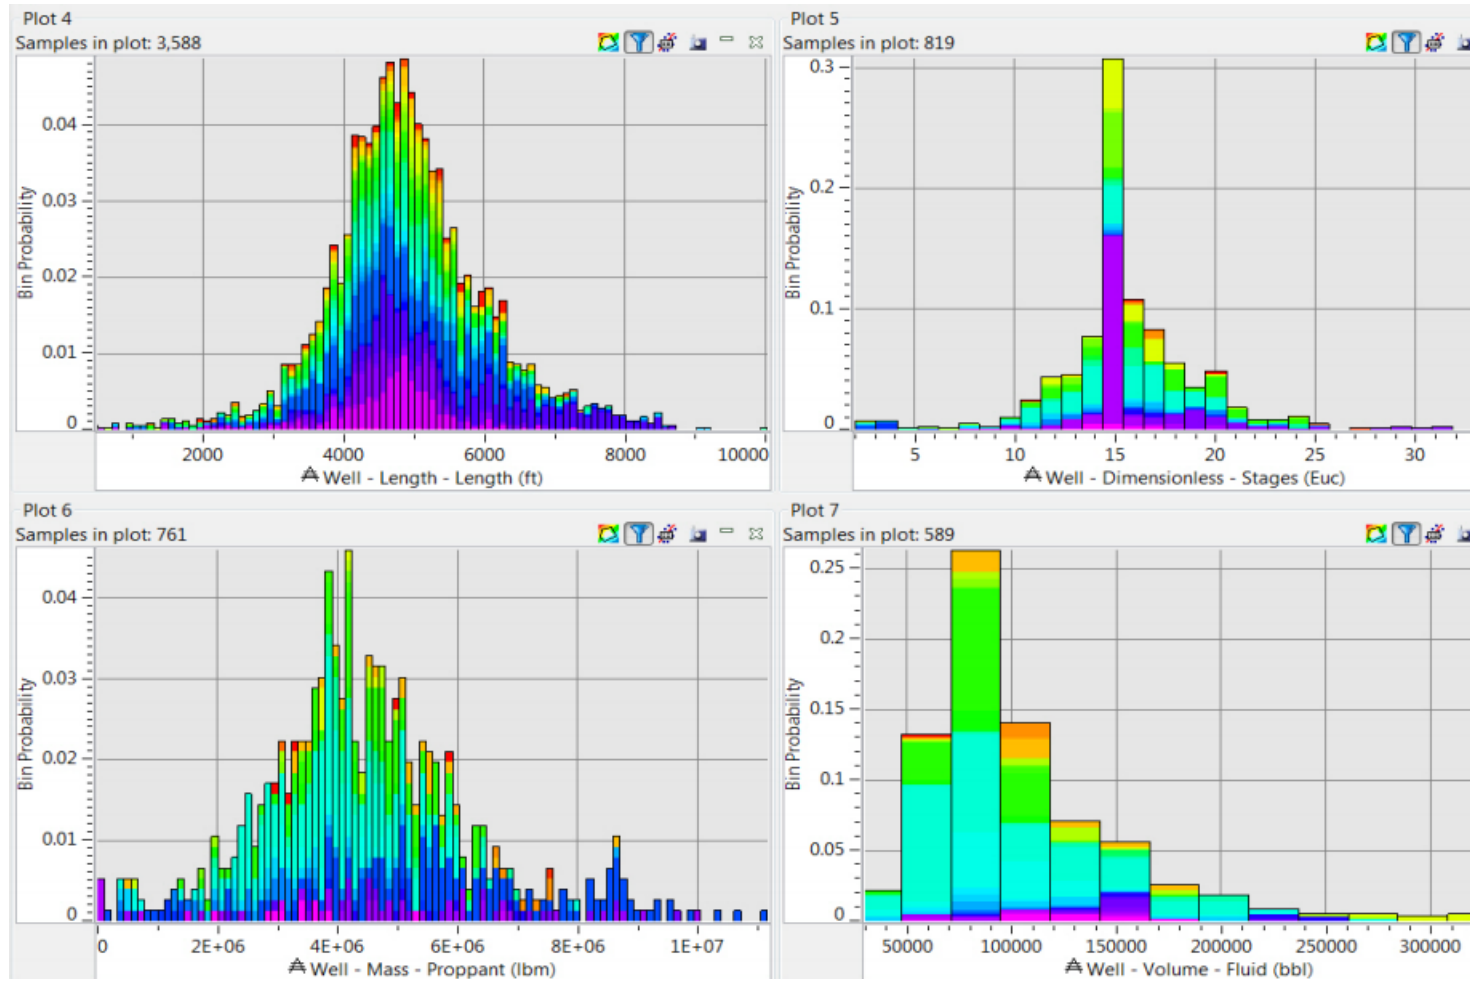 Plot 4
Samples in plot: 3,588
Bin Probability
0.04
0.03
0.02
0.01
0
2000 4000 6000 8000 10000
Well - Length - Length (ft)
Plot 5
Samples in plot: 819
Bin Probability
0.3
0.2
0.1
0
5 10 15 20 25 30
Well - Dimensionless - Stages (Euc)
Plot 6
Samples in plot: 761
Bin Probability
0.04
0.03
0.02
0.01
0
0 2E+06 4E+06 6E+06 8E+06 1E+07
Well - Mass - Proppant (lbm)
Plot 7
Samples in plot: 589
Bin Probability
0.25
0.2
0.15
0.1
0.05
0
50000 100000 150000 200000 250000 300000
Well - Volume - Fluid (bbl)